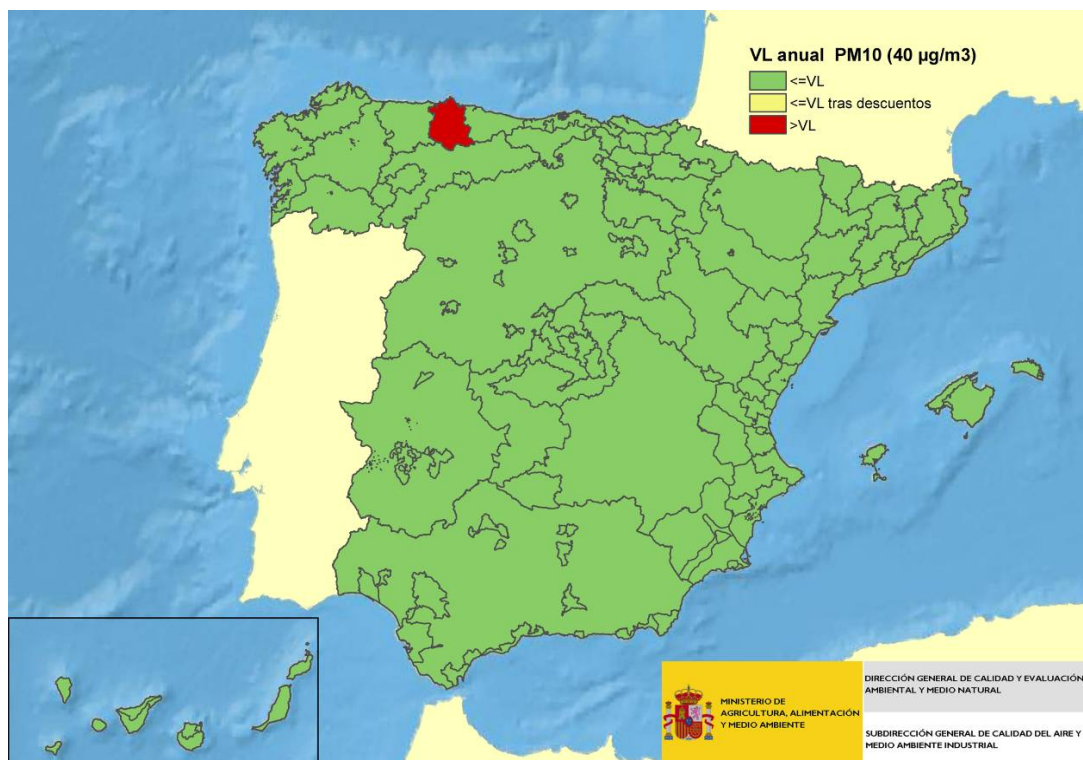 VL anual PM10 (40 µg/m3)
<=VL
<=VL tras descuentos
>VL
MINISTERIO DE
AGRICULTURA, ALIMENTACIÓN
Y MEDIO AMBIENTE
DIRECCIÓN GENERAL DE CALIDAD Y EVALUACIÓN
AMBIENTAL Y MEDIO NATURAL
SUBDIRECCIÓN GENERAL DE CALIDAD DEL AIRE Y
MEDIO AMBIENTE INDUSTRIAL